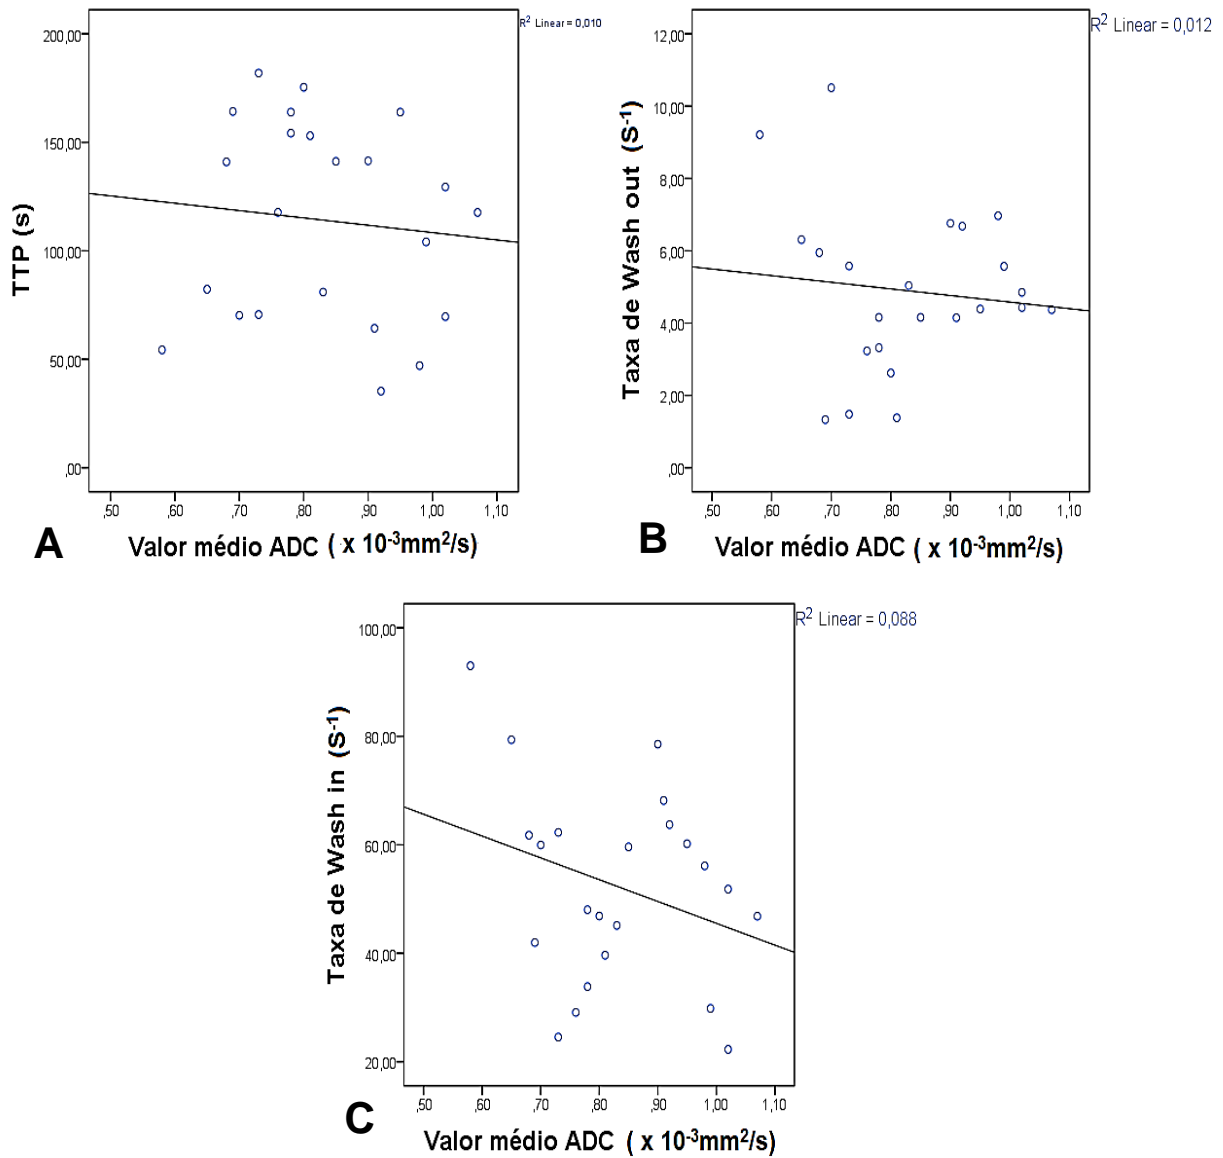 R² Linear = 0,010
200,00
150,00
100,00
50,00
,00
TTP (s)
,50 ,60 ,70 ,80 ,90 1,00 1,10
A
Valor médio ADC ( x 10⁻³mm²/s)
R² Linear = 0,012
12,00
10,00
8,00
6,00
4,00
2,00
,00
Taxa de Wash out (S⁻¹)
,50 ,60 ,70 ,80 ,90 1,00 1,10
B
Valor médio ADC ( x 10⁻³mm²/s)
R² Linear = 0,088
100,00
80,00
60,00
40,00
20,00
Taxa de Wash in (S⁻¹)
,50 ,60 ,70 ,80 ,90 1,00 1,10
C
Valor médio ADC ( x 10⁻³mm²/s)